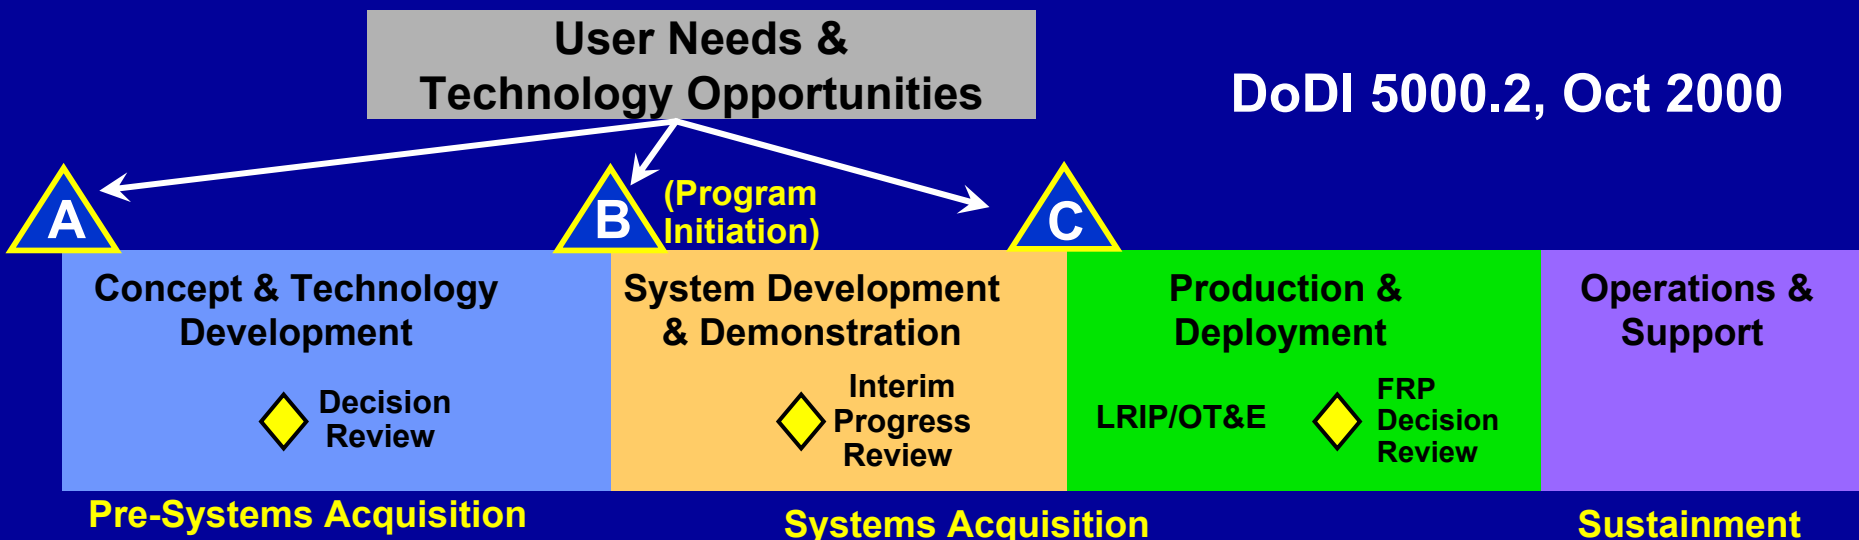 User Needs &
Technology Opportunities
DoDI 5000.2, Oct 2000
A
B
(Program
Initiation)
C
Concept & Technology
Development
Decision
Review
System Development
& Demonstration
Interim
Progress
Review
Production &
Deployment
LRIP/OT&E
FRP
Decision
Review
Operations &
Support
Pre-Systems Acquisition
Systems Acquisition
Sustainment